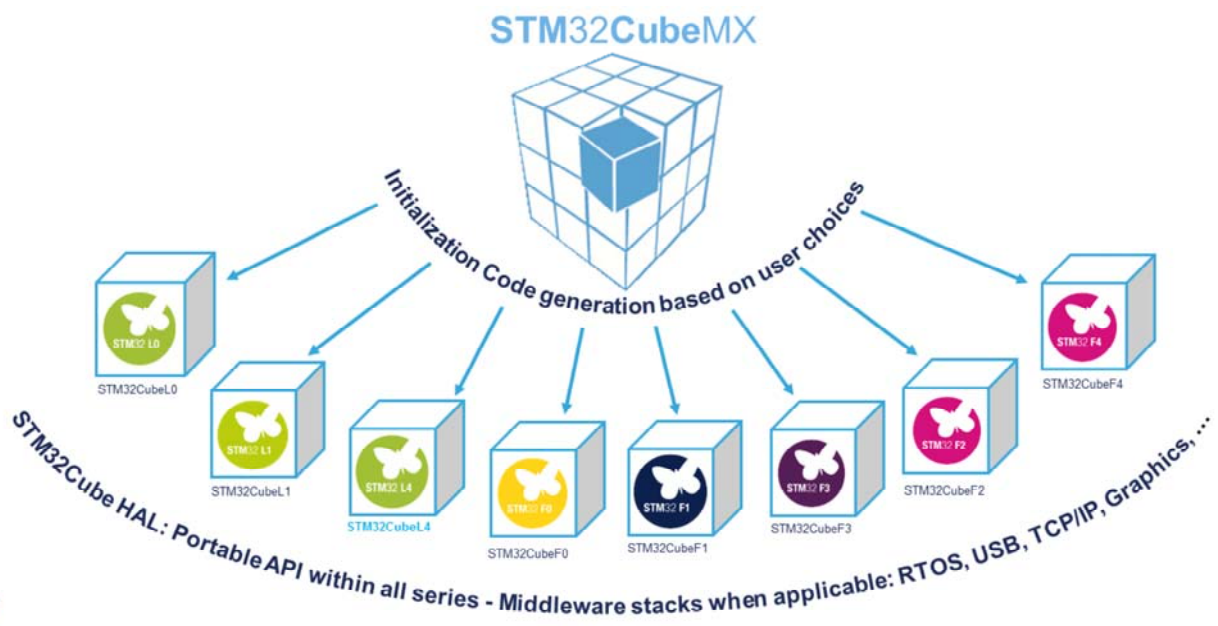 STM32CubeMX
Initialization Code generation based on user choices
STM32 L0
STM32CubeL0
STM32 L1
STM32CubeL1
STM32 L4
STM32CubeL4
STM32 F0
STM32CubeF0
STM32 F1
STM32CubeF1
STM32 F3
STM32CubeF3
STM32 F2
STM32CubeF2
STM32 F4
STM32CubeF4
STM32Cube HAL: Portable API within all series - Middleware stacks when applicable: RTOS, USB, TCP/IP, Graphics, ...